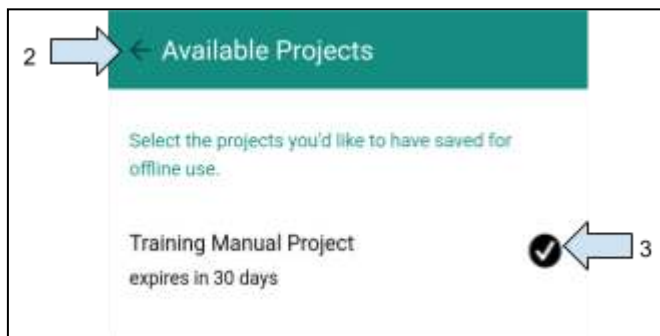 2
Available Projects
Select the projects you'd like to have saved for
offline use.
Training Manual Project
3
expires in 30 days